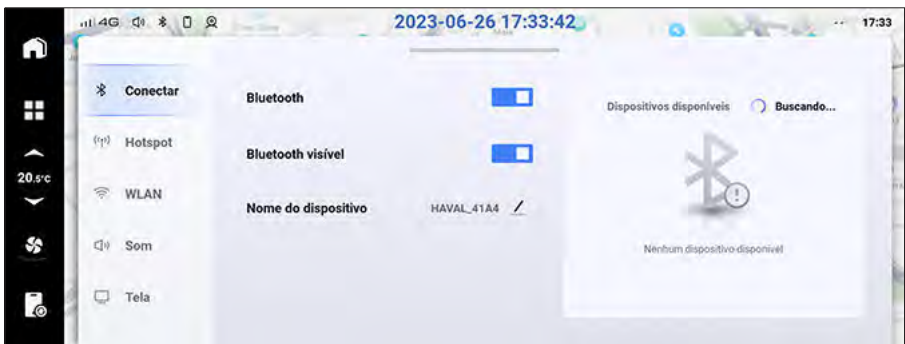 4G
2023-06-26 17:33:42
17:33
20.5°C
Conectar
Hotspot
WLAN
Som
Tela
Bluetooth
Bluetooth visível
Nome do dispositivo HAVAL_41A4
Dispositivos disponíveis Buscando...
Nenhum dispositivo disponível